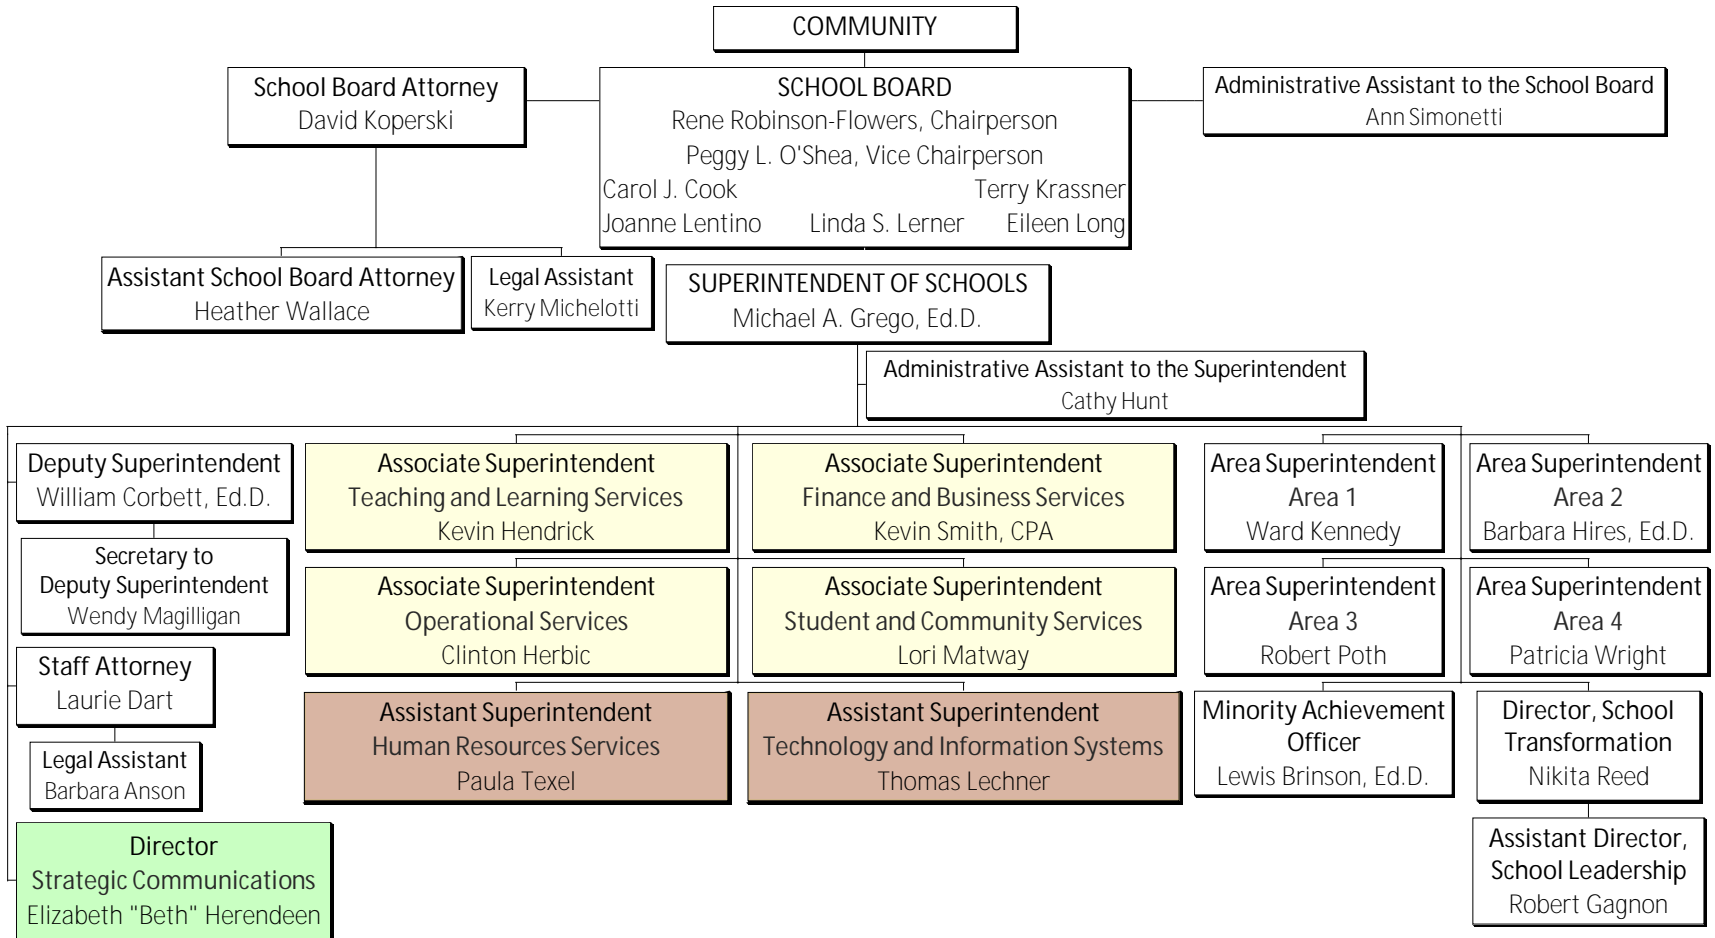 COMMUNITY
School Board Attorney
David Koperski
SCHOOL BOARD
Rene Robinson-Flowers, Chairperson
Peggy L. O'Shea, Vice Chairperson
Carol J. Cook Terry Krassner
Joanne Lentino Linda S. Lerner Eileen Long
Administrative Assistant to the School Board
Ann Simonetti
Assistant School Board Attorney
Heather Wallace
Legal Assistant
Kerry Michelotti
SUPERINTENDENT OF SCHOOLS
Michael A. Grego, Ed.D.
Administrative Assistant to the Superintendent
Cathy Hunt
Deputy Superintendent
William Corbett, Ed.D.
Secretary to
Deputy Superintendent
Wendy Magilligan
Staff Attorney
Laurie Dart
Legal Assistant
Barbara Anson
Director
Strategic Communications
Elizabeth "Beth" Herendeen
Associate Superintendent
Teaching and Learning Services
Kevin Hendrick
Associate Superintendent
Finance and Business Services
Kevin Smith, CPA
Associate Superintendent
Operational Services
Clinton Herbic
Associate Superintendent
Student and Community Services
Lori Matway
Assistant Superintendent
Human Resources Services
Paula Texel
Assistant Superintendent
Technology and Information Systems
Thomas Lechner
Area Superintendent
Area 1
Ward Kennedy
Area Superintendent
Area 2
Barbara Hires, Ed.D.
Area Superintendent
Area 3
Robert Poth
Area Superintendent
Area 4
Patricia Wright
Minority Achievement
Officer
Lewis Brinson, Ed.D.
Director, School
Transformation
Nikita Reed
Assistant Director,
School Leadership
Robert Gagnon